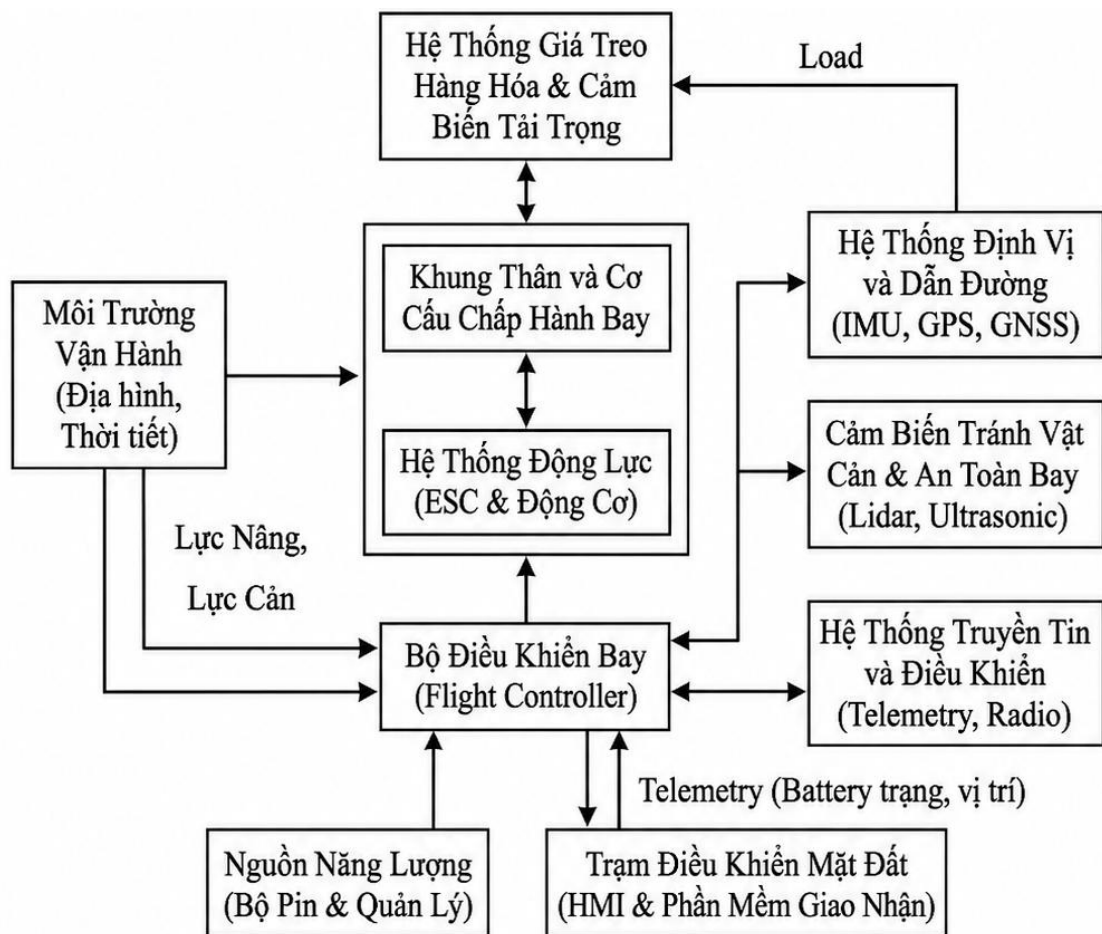 Hệ Thống Giá Treo
Hàng Hóa & Cảm
Biến Tải Trọng
Load
Khung Thân và Cơ
Cấu Chấp Hành Bay
Hệ Thống Định Vị
và Dẫn Đường
(IMU, GPS, GNSS)
Môi Trường
Vận Hành
(Địa hình,
Thời tiết)
Hệ Thống Động Lực
(ESC & Động Cơ)
Cảm Biến Tránh Vật
Cản & An Toàn Bay
(Lidar, Ultrasonic)
Lực Nâng,
Lực Cản
Bộ Điều Khiển Bay
(Flight Controller)
Hệ Thống Truyền Tin
và Điều Khiển
(Telemetry, Radio)
Telemetry (Battery trạng, vị trí)
Nguồn Năng Lượng
(Bộ Pin & Quản Lý)
Trạm Điều Khiển Mặt Đất
(HMI & Phần Mềm Giao Nhận)